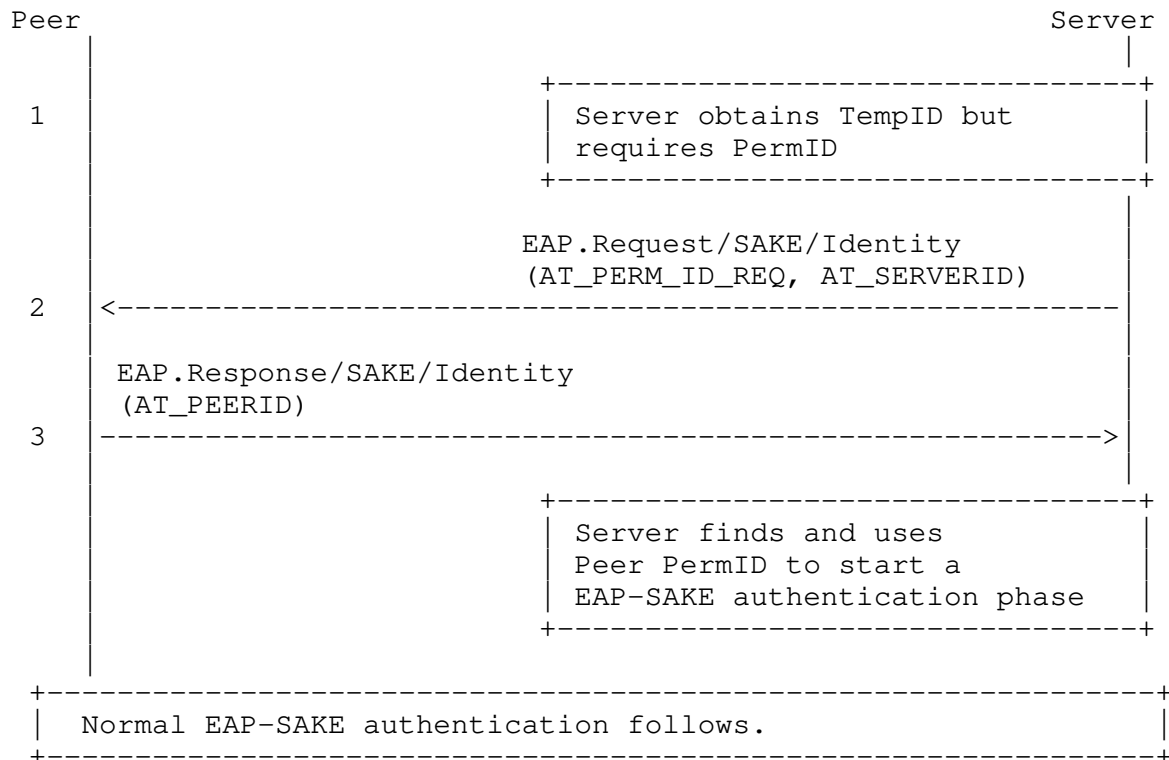 Peer Server
1 Server obtains TempID but
requires PermID
EAP.Request/SAKE/Identity
(AT_PERM_ID_REQ, AT_SERVERID)
2
EAP.Response/SAKE/Identity
(AT_PEERID)
3
Server finds and uses
Peer PermID to start a
EAP-SAKE authentication phase
Normal EAP-SAKE authentication follows.